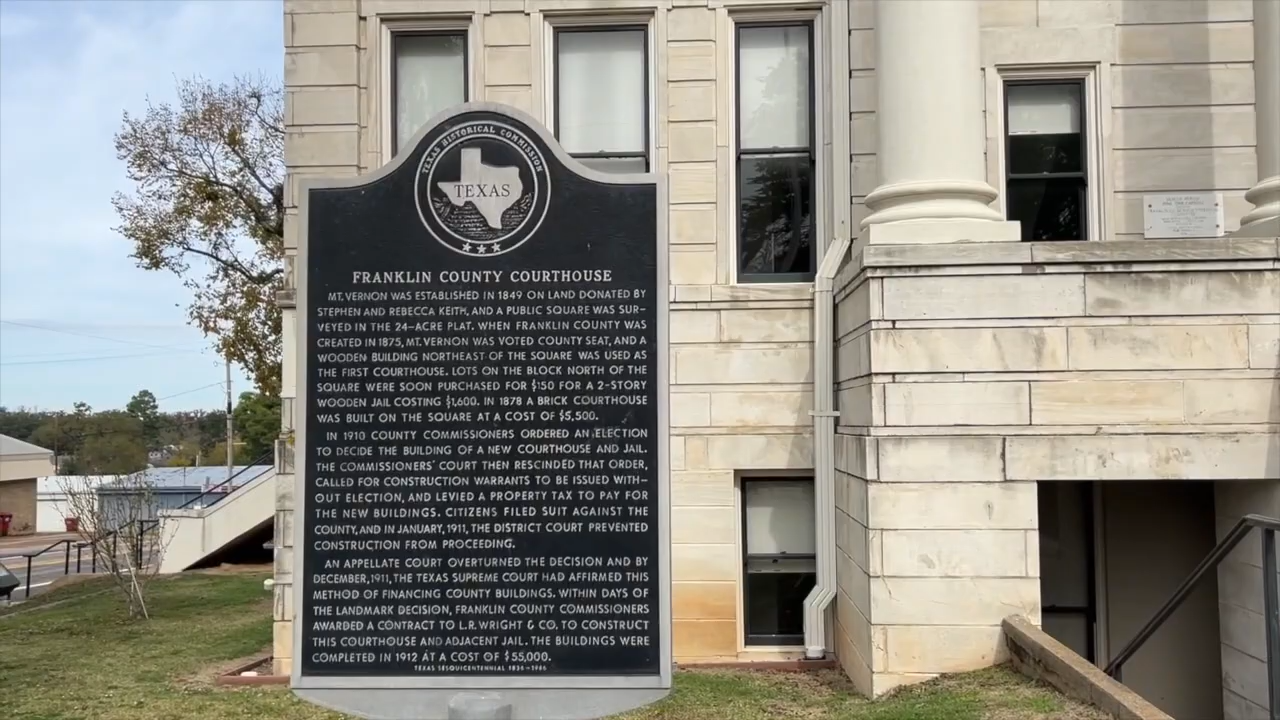 TEXAS HISTORICAL COMMISSION
TEXAS
FRANKLIN COUNTY COURTHOUSE
MT. VERNON WAS ESTABLISHED IN 1849 ON LAND DONATED BY
STEPHEN AND REBECCA KEITH, AND A PUBLIC SQUARE WAS SUR-
VEYED IN THE 24-ACRE PLAT. WHEN FRANKLIN COUNTY WAS
CREATED IN 1875, MT. VERNON WAS VOTED COUNTY SEAT, AND A
WOODEN BUILDING NORTHEAST OF THE SQUARE WAS USED AS
THE FIRST COURTHOUSE. LOTS ON THE BLOCK NORTH OF THE
SQUARE WERE SOON PURCHASED FOR $150 FOR A 2-STORY
WOODEN JAIL COSTING $1,600. IN 1878 A BRICK COURTHOUSE
WAS BUILT ON THE SQUARE AT A COST OF $5,500.
IN 1910 COUNTY COMMISSIONERS ORDERED AN ELECTION
TO DECIDE THE BUILDING OF A NEW COURTHOUSE AND JAIL.
THE COMMISSIONERS' COURT THEN RESCINDED THAT ORDER,
CALLED FOR CONSTRUCTION WARRANTS TO BE ISSUED WITH-
OUT ELECTION, AND LEVIED A PROPERTY TAX TO PAY FOR
THE NEW BUILDINGS. CITIZENS FILED SUIT AGAINST THE
COUNTY, AND IN JANUARY, 1911, THE DISTRICT COURT PREVENTED
CONSTRUCTION FROM PROCEEDING.
AN APPELLATE COURT OVERTURNED THE DECISION AND BY
DECEMBER, 1911, THE TEXAS SUPREME COURT HAD AFFIRMED THIS
METHOD OF FINANCING COUNTY BUILDINGS. WITHIN DAYS OF
THE LANDMARK DECISION, FRANKLIN COUNTY COMMISSIONERS
AWARDED A CONTRACT TO L.R. WRIGHT & CO. TO CONSTRUCT
THIS COURTHOUSE AND ADJACENT JAIL. THE BUILDINGS WERE
COMPLETED IN 1912 AT A COST OF $55,000.
TEXAS SESQUICENTENNIAL 1836-1986